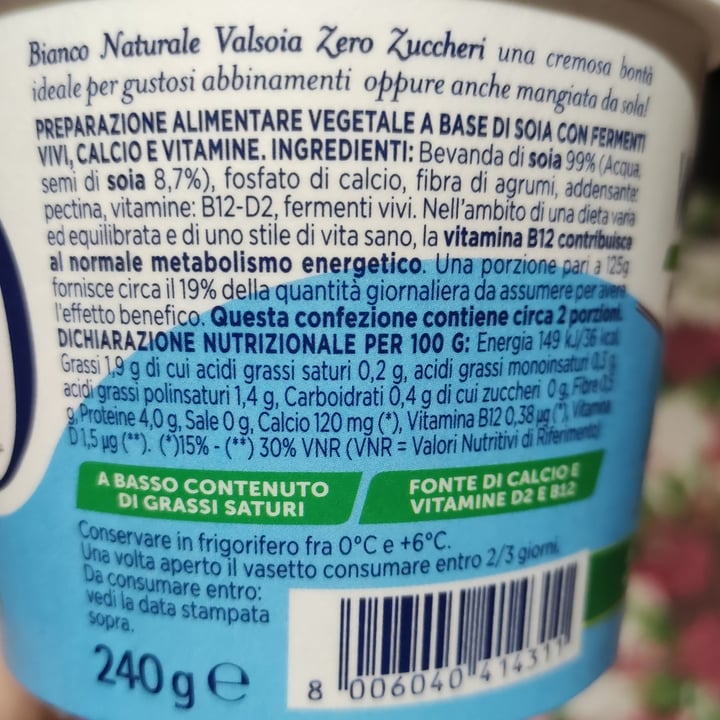 Bianco Naturale Valsoia Zero Zuccheri una cremosa bontà
ideale per gustosi abbinamenti oppure anche mangiata da sola!
PREPARAZIONE ALIMENTARE VEGETALE A BASE DI SOIA CON FERMENTI
VIVI, CALCIO E VITAMINE. INGREDIENTI: Bevanda di soia 99% (Acqua,
semi di soia 8,7%), fosfato di calcio, fibra di agrumi, addensante:
pectina, vitamine: B12-D2, fermenti vivi. Nell'ambito di una dieta varia
ed equilibrata e di uno stile di vita sano, la vitamina B12 contribuisce
al normale metabolismo energetico. Una porzione pari a 125g
fornisce circa il 19% della quantità giornaliera da assumere per avere
l'effetto benefico. Questa confezione contiene circa 2 porzioni.
DICHIARAZIONE NUTRIZIONALE PER 100 G: Energia 149 kJ/36 kcal
Grassi 1,9 g di cui acidi grassi saturi 0,2 g, acidi grassi monoinsaturi 0,3 g
acidi grassi polinsaturi 1,4 g, Carboidrati 0,4 g di cui zuccheri 0 g, Fibre
g, Proteine 4,0 g, Sale 0 g, Calcio 120 mg (*), Vitamina B12 0,38 µg (*), Vitamina
D 1,5 µg (**). (*)15% - (**) 30% VNR (VNR = Valori Nutritivi di Riferimento)
A BASSO CONTENUTO
DI GRASSI SATURI
FONTE DI CALCIO E
VITAMINE D2 E B12
Conservare in frigorifero fra 0°C e +6°C.
Una volta aperto il vasetto consumare entro 2/3 giorni.
Da consumare entro:
vedi la data stampata
sopra.
240 g e
8 006040 414311